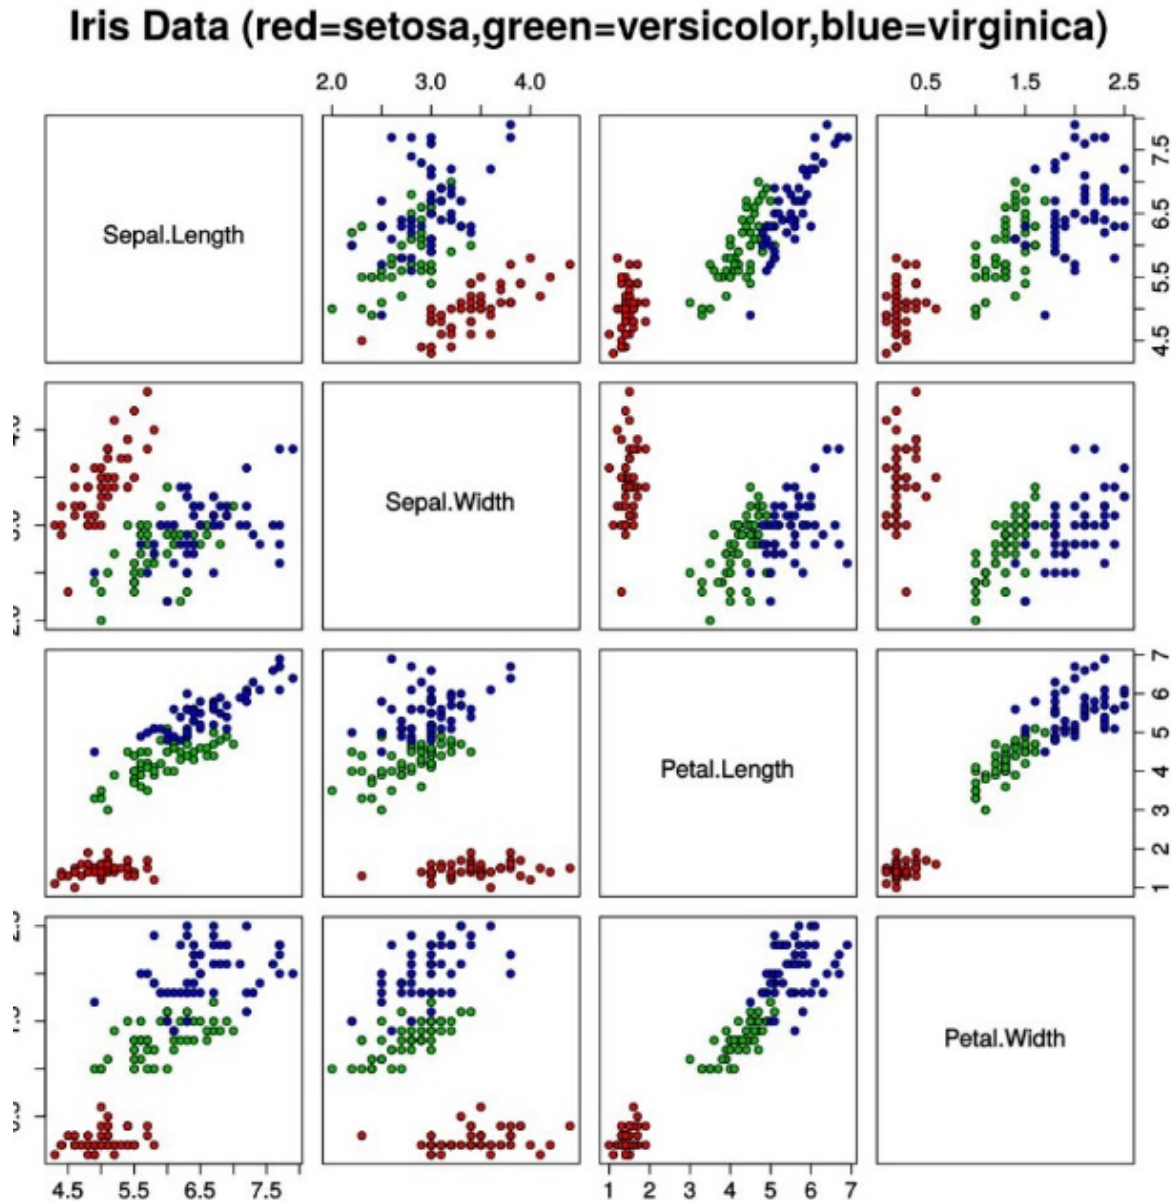 Iris Data (red=setosa,green=versicolor,blue=virginica)
2.0 3.0 4.0
0.5 1.5 2.5
Sepal.Length
4.5 5.5 6.5 7.5
Sepal.Width
Petal.Length
1 2 3 4 5 6 7
Petal.Width
4.5 5.5 6.5 7.5
1 2 3 4 5 6 7